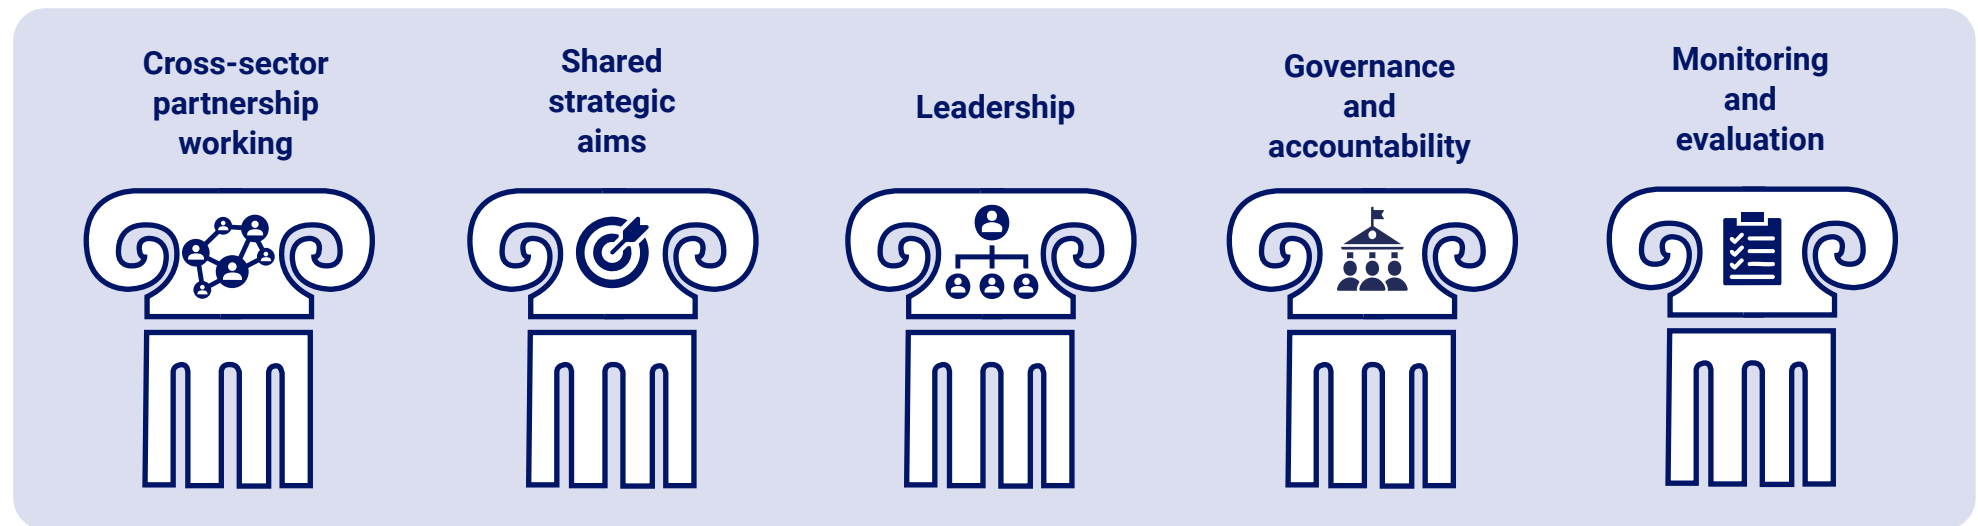 Cross-sector
partnership
working
Shared
strategic
aims
Leadership
Governance
and
accountability
Monitoring
and
evaluation